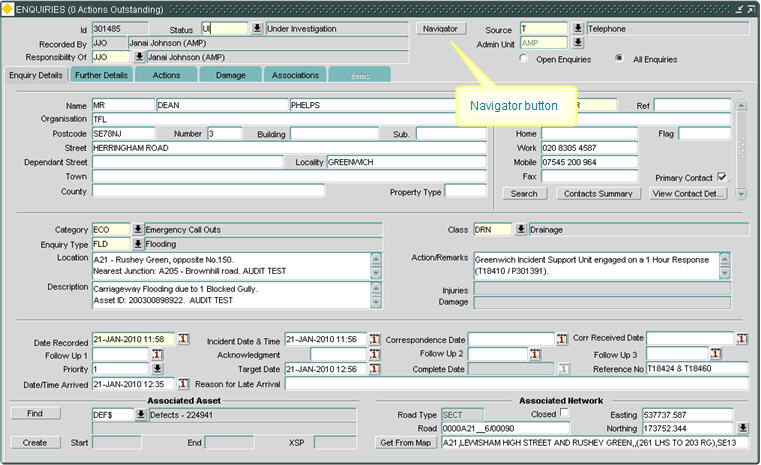 ENQUIRIES (0 Actions Outstanding)
Id 301485 Status UI Under Investigation Navigator Source T Telephone
Recorded By JJO Janai Johnson (AMP) Admin Unit AMP
Responsibility Of JJO Janai Johnson (AMP) Open Enquiries All Enquiries
Enquiry Details Further Details Actions Damage Associations Items
Navigator button
Name MR DEAN PHELPS R Ref
Organisation TFL
Postcode SE78NJ Number 3 Building Sub. Home Flag
Street HERRINGHAM ROAD Work 020 8305 4587
Dependant Street Locality GREENWICH Mobile 07545 200 964
Town Fax Primary Contact
County Property Type Search Contacts Summary View Contact Det...
Category ECO Emergency Call Outs Class DRN Drainage
Enquiry Type FLD Flooding
Location A21 - Rushey Green, opposite No.150.
Nearest Junction: A205 - Brownhill road. AUDIT TEST
Action/Remarks Greenwich Incident Support Unit engaged on a 1 Hour Response
(T18410 / P301391).
Description Carriageway Flooding due to 1 Blocked Gully.
Asset ID: 200300898922. AUDIT TEST
Injuries
Damage
Date Recorded 21-JAN-2010 11:58 Incident Date & Time 21-JAN-2010 11:56 Correspondence Date Corr Received Date
Follow Up 1 Acknowledgment Follow Up 2 Follow Up 3
Priority 1 Target Date 21-JAN-2010 12:56 Complete Date Reference No T18424 & T18460
Date/Time Arrived 21-JAN-2010 12:35 Reason for Late Arrival
Associated Asset Associated Network
Find DEF$ Defects - 224941 Road Type SECT Closed Easting 537737.587
Road 0000A21__6/00090 Northing 173752.344
Create Start End XSP Get From Map A21,LEWISHAM HIGH STREET AND RUSHEY GREEN,,(261 LHS TO 203 RG),SE13